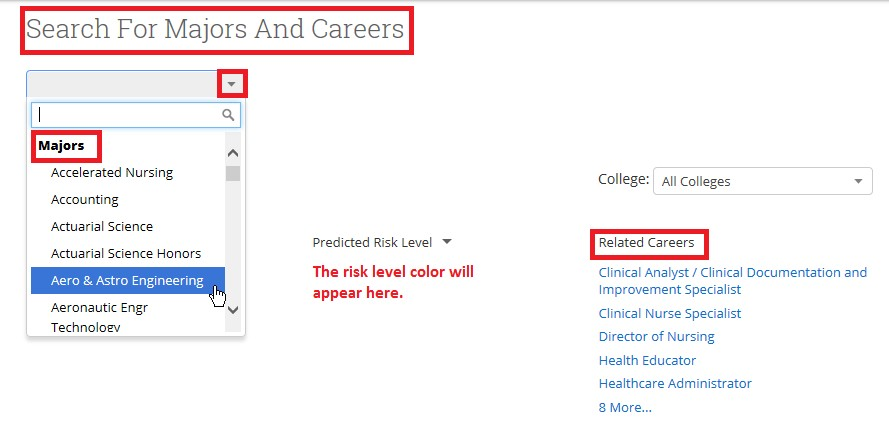 Search For Majors And Careers
Majors
Accelerated Nursing
Accounting
Actuarial Science
Actuarial Science Honors
Aero & Astro Engineering
Aeronautic Engr
Technology
College:
All Colleges
Predicted Risk Level
The risk level color will
appear here.
Related Careers
Clinical Analyst / Clinical Documentation and
Improvement Specialist
Clinical Nurse Specialist
Director of Nursing
Health Educator
Healthcare Administrator
8 More...